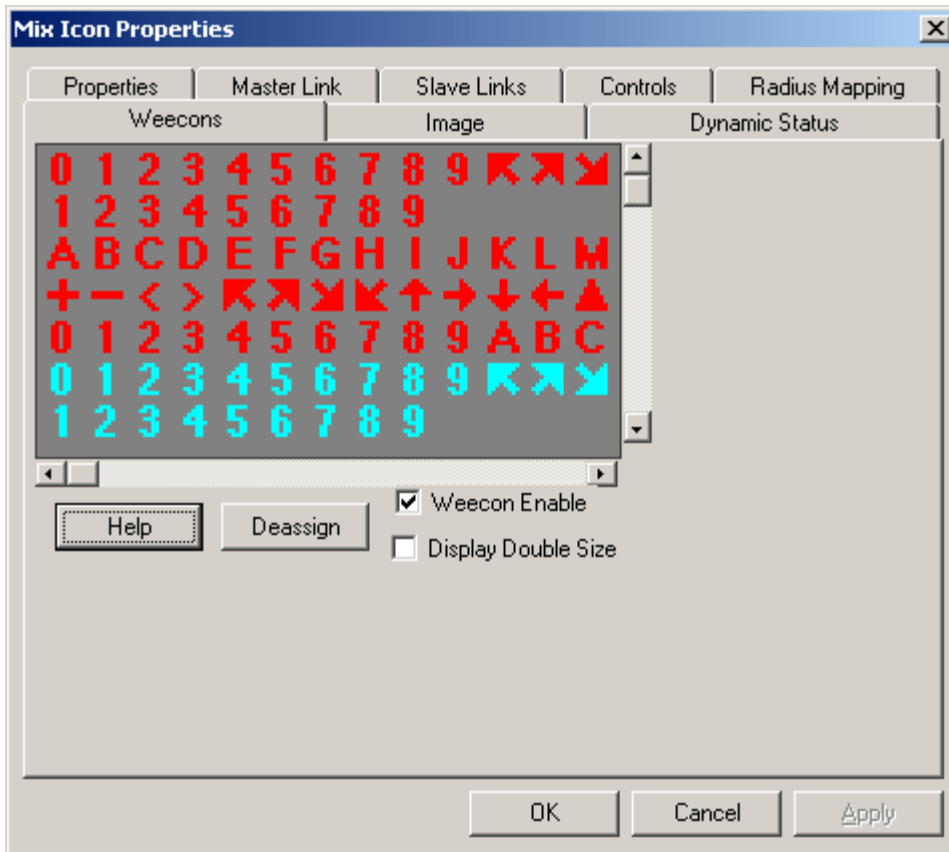 Mix Icon Properties
Properties Master Link Slave Links Controls Radius Mapping
Weecons Image Dynamic Status
0 1 2 3 4 5 6 7 8 9
1 2 3 4 5 6 7 8 9
A B C D E F G H I J K L M
+ - < >
0 1 2 3 4 5 6 7 8 9 A B C
0 1 2 3 4 5 6 7 8 9
1 2 3 4 5 6 7 8 9
Weecon Enable
Help Deassign
Display Double Size
OK Cancel Apply